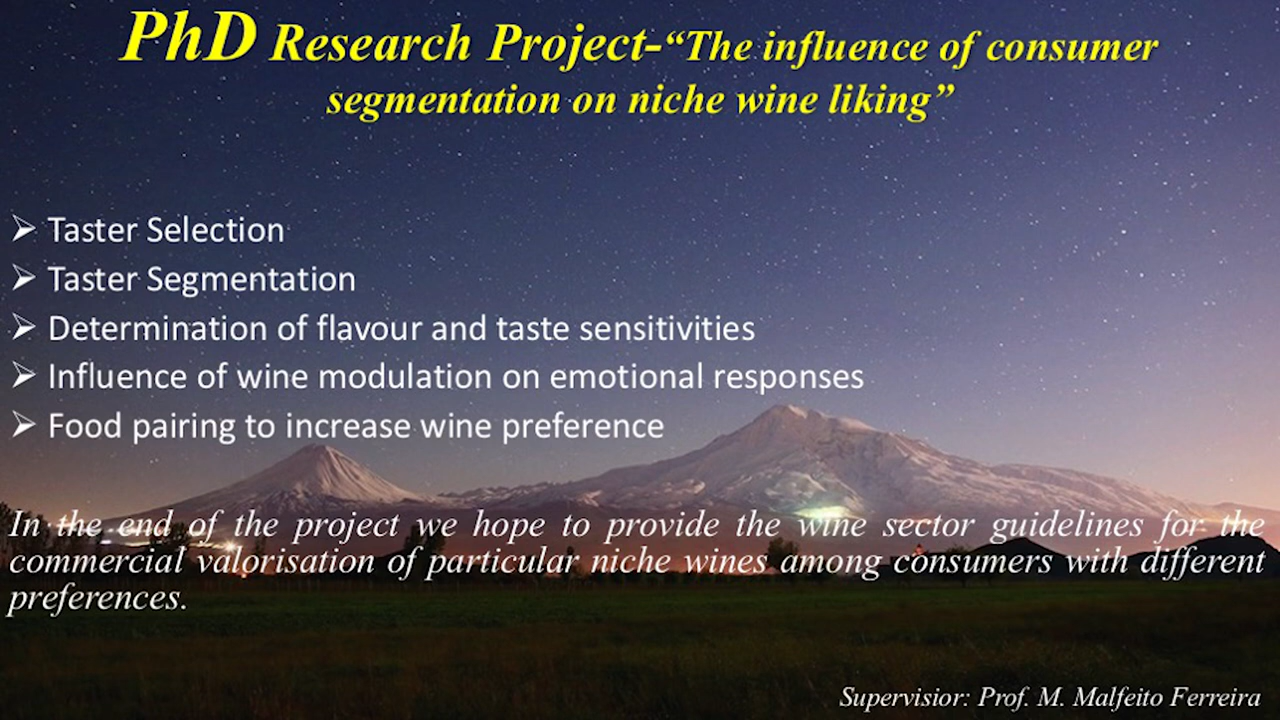 PhD Research Project-“The influence of consumer
segmentation on niche wine liking”
➢ Taster Selection
➢ Taster Segmentation
➢ Determination of flavour and taste sensitivities
➢ Influence of wine modulation on emotional responses
➢ Food pairing to increase wine preference
In the end of the project we hope to provide the wine sector guidelines for the
commercial valorisation of particular niche wines among consumers with different
preferences.
Supervisior: Prof. M. Malfeito Ferreira